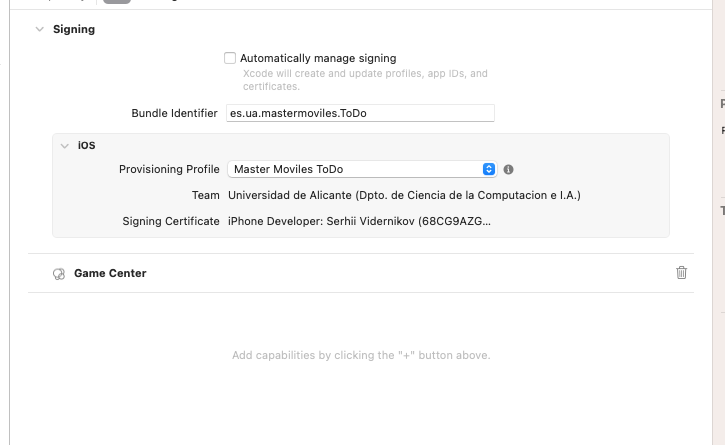 Signing
Automatically manage signing
Xcode will create and update profiles, app IDs, and
certificates.
Bundle Identifier es.ua.mastermoviles.ToDo
iOS
Provisioning Profile Master Moviles ToDo
Team Universidad de Alicante (Dpto. de Ciencia de la Computacion e I.A.)
Signing Certificate iPhone Developer: Serhii Vidernikov (68CG9AZG...
Game Center
Add capabilities by clicking the "+" button above.